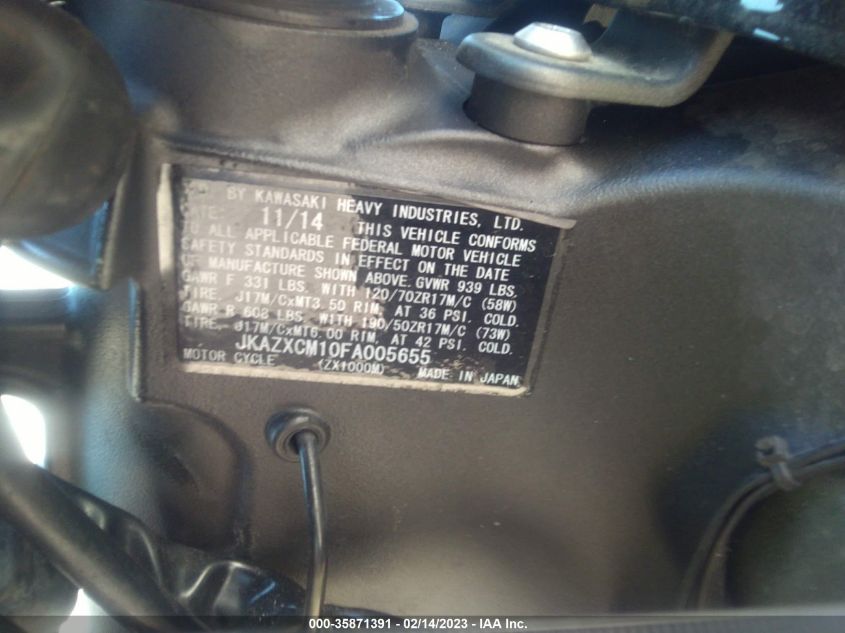 BY KAWASAKI HEAVY INDUSTRIES, LTD.
DATE: 11/14 THIS VEHICLE CONFORMS
TO ALL APPLICABLE FEDERAL MOTOR VEHICLE
SAFETY STANDARDS IN EFFECT ON THE DATE
OF MANUFACTURE SHOWN ABOVE. GVWR 939 LBS,
GAWR F 331 LBS. WITH 120/70ZR17M/C (58W)
TIRE, J17M/CxMT3.50 RIM, AT 36 PSI. COLD.
GAWR R 608 LBS. WITH 190/50ZR17M/C (73W)
TIRE, J17M/CxMT6.00 RIM, AT 42 PSI. COLD.
JKAZXCM10FA005655
MOTOR CYCLE (ZX1000M) MADE IN JAPAN
000-35871391 - 02/14/2023 - IAA Inc.